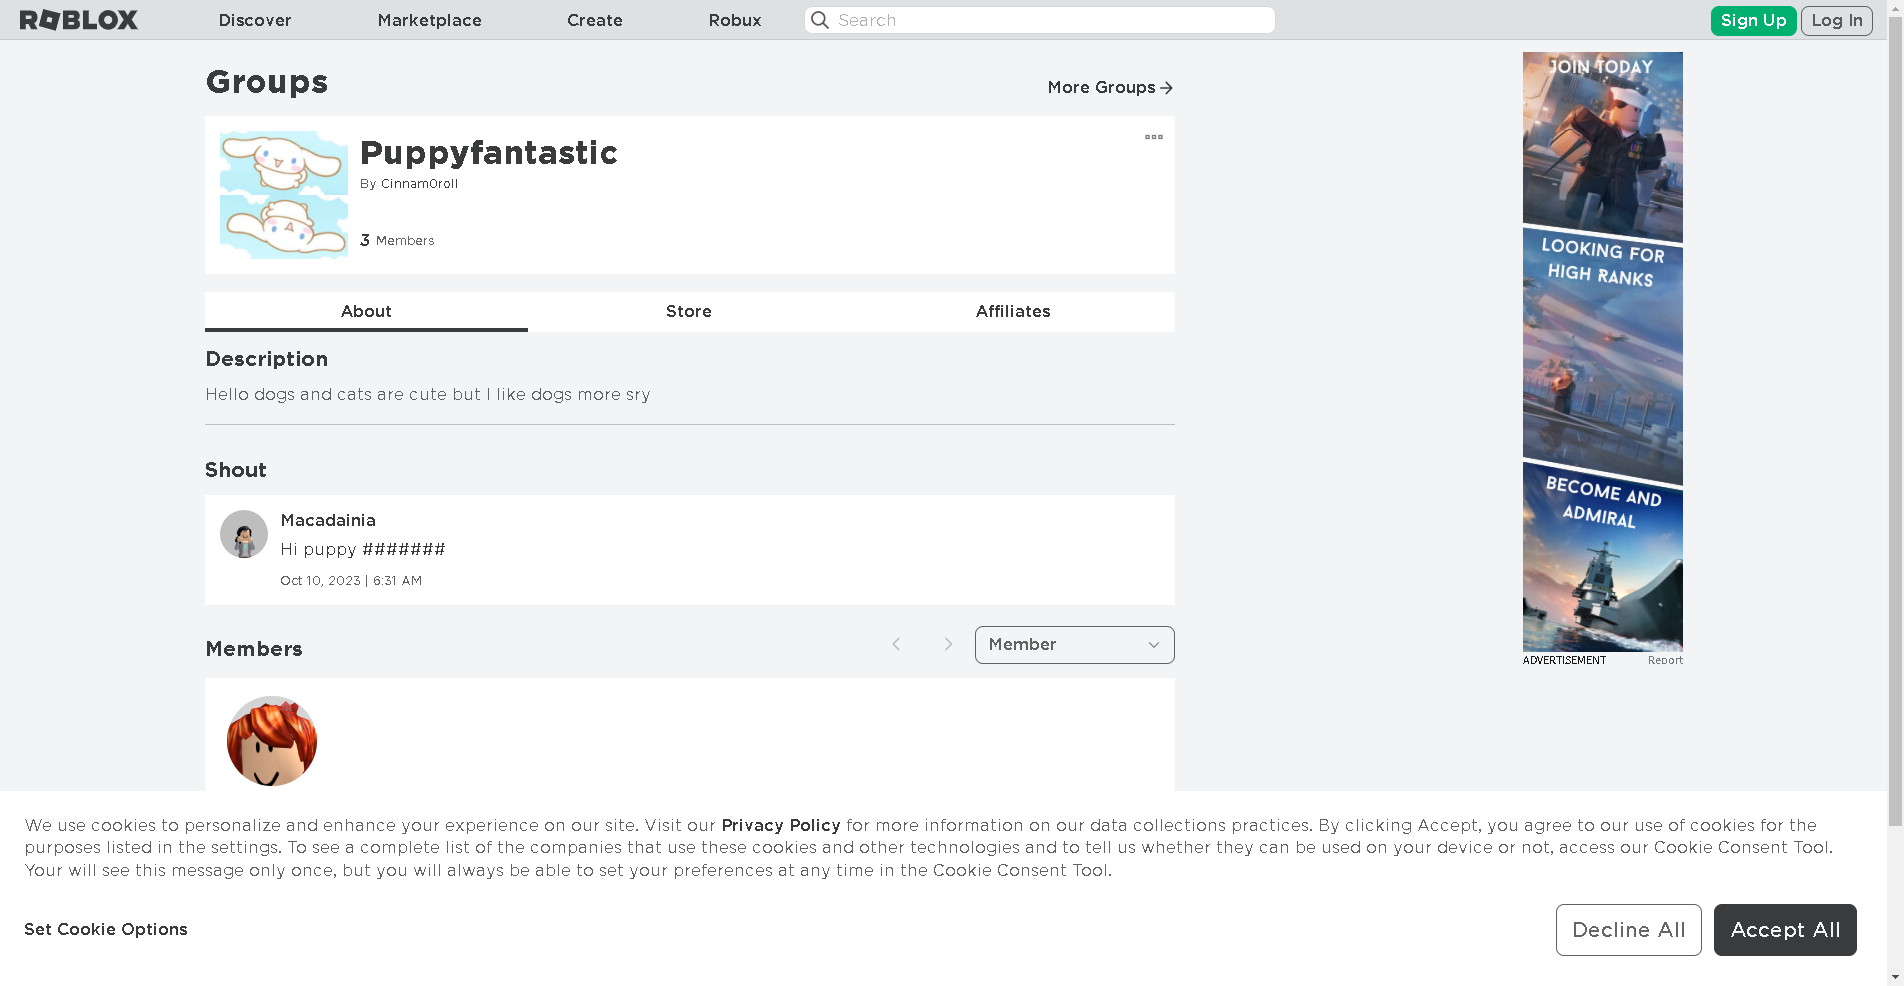 ROBLOX
Discover
Marketplace
Create
Robux
Search
Sign Up
Log In
Groups
More Groups
Puppyfantastic
By Cinnam0roll
3 Members
About
Store
Affiliates
Description
Hello dogs and cats are cute but I like dogs more sry
Shout
Macadainia
Hi puppy #######
Oct 10, 2023 | 6:31 AM
Members
Member
JOIN TODAY
LOOKING FOR
HIGH RANKS
BECOME AND
ADMIRAL
ADVERTISEMENT
Report
We use cookies to personalize and enhance your experience on our site. Visit our Privacy Policy for more information on our data collections practices. By clicking Accept, you agree to our use of cookies for the
purposes listed in the settings. To see a complete list of the companies that use these cookies and other technologies and to tell us whether they can be used on your device or not, access our Cookie Consent Tool.
Your will see this message only once, but you will always be able to set your preferences at any time in the Cookie Consent Tool.
Set Cookie Options
Decline All
Accept All